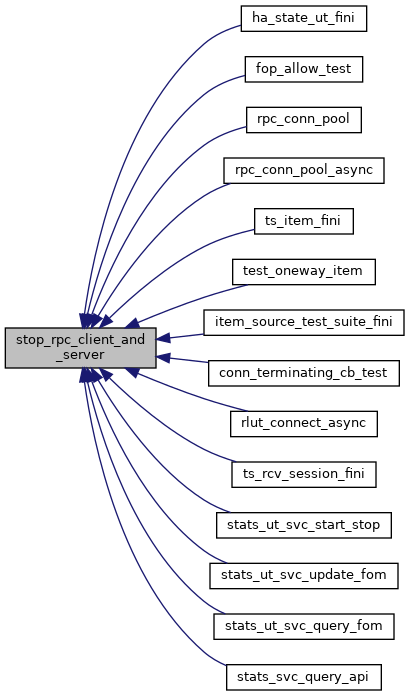 ha_state_ut_fini
fop_allow_test
rpc_conn_pool
rpc_conn_pool_async
ts_item_fini
test_oneway_item
item_source_test_suite_fini
stop_rpc_client_and
_server
conn_terminating_cb_test
rlut_connect_async
ts_rcv_session_fini
stats_ut_svc_start_stop
stats_ut_svc_update_fom
stats_ut_svc_query_fom
stats_svc_query_api